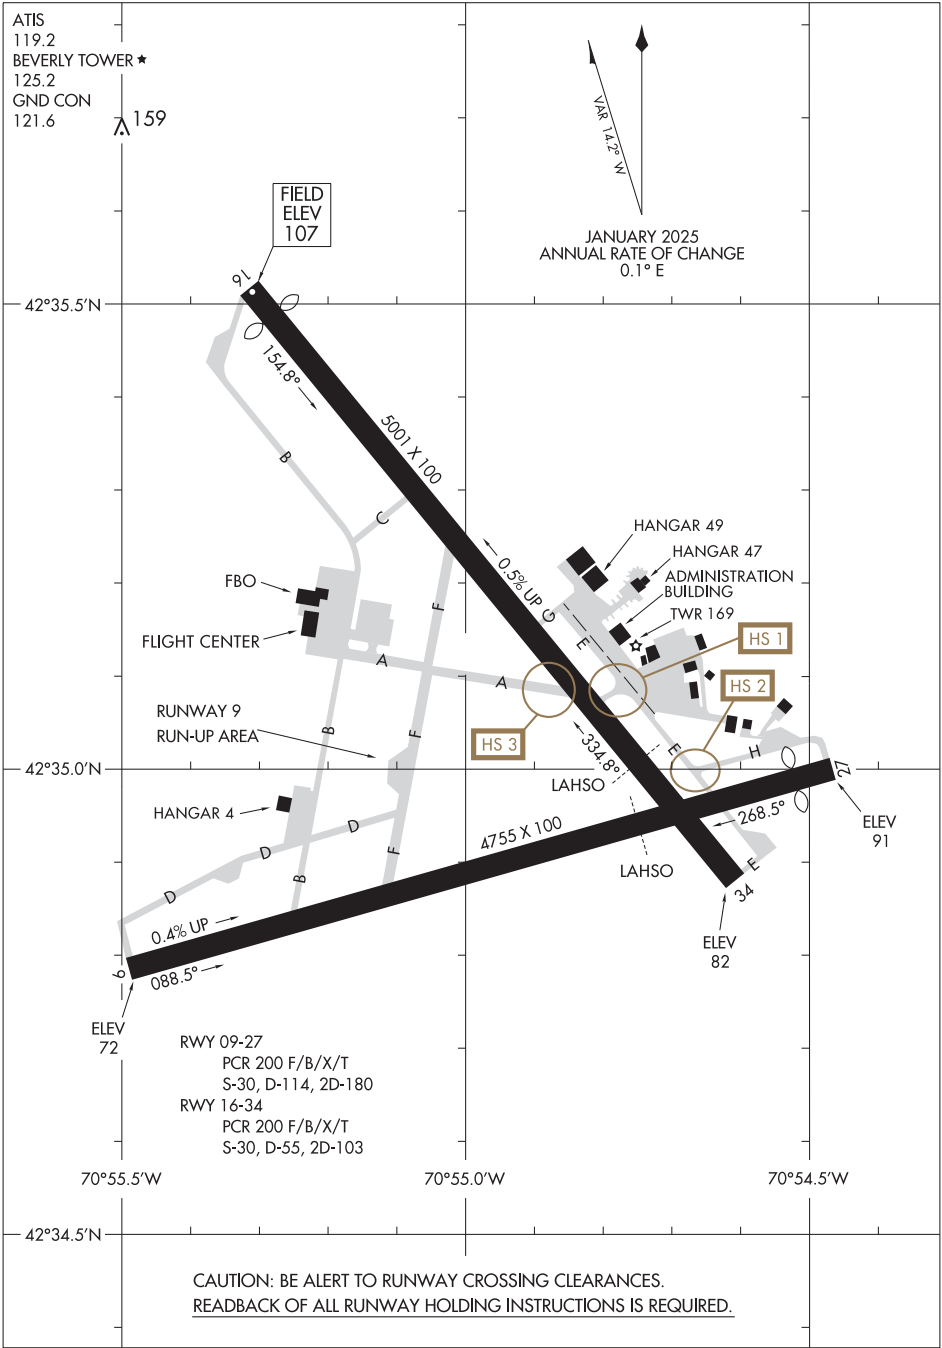 ATIS
119.2
BEVERLY TOWER ★
125.2
GND CON
121.6
159
VAR 14.2° W
JANUARY 2025
ANNUAL RATE OF CHANGE
0.1° E
FIELD
ELEV
107
16
42°35.5'N
154.8°
5001 X 100
B
C
HANGAR 49
HANGAR 47
ADMINISTRATION
BUILDING
TWR 169
0.5% UP
G
E
F
FBO
FLIGHT CENTER
HS 1
A
A
HS 2
RUNWAY 9
RUN-UP AREA
B
F
HS 3
334.8°
E
H
42°35.0'N
27
LAHSO
HANGAR 4
268.5°
4755 X 100
D
ELEV
91
D
F
LAHSO
E
B
34
D
0.4% UP
ELEV
82
9
088.5°
ELEV
72
RWY 09-27
PCR 200 F/B/X/T
S-30, D-114, 2D-180
RWY 16-34
PCR 200 F/B/X/T
S-30, D-55, 2D-103
70°55.5'W
70°55.0'W
70°54.5'W
42°34.5'N
CAUTION: BE ALERT TO RUNWAY CROSSING CLEARANCES.
READBACK OF ALL RUNWAY HOLDING INSTRUCTIONS IS REQUIRED.